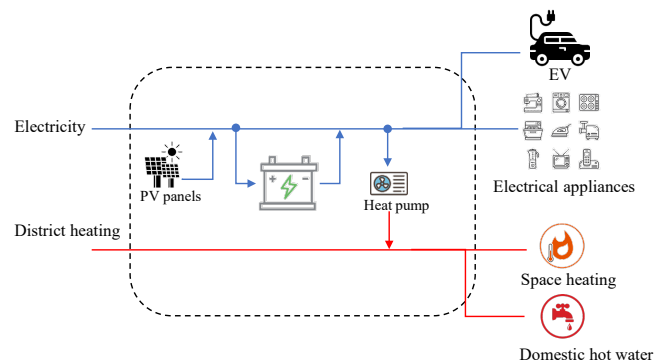 EV
Electricity
PV panels
Heat pump
Electrical appliances
District heating
Space heating
Domestic hot water